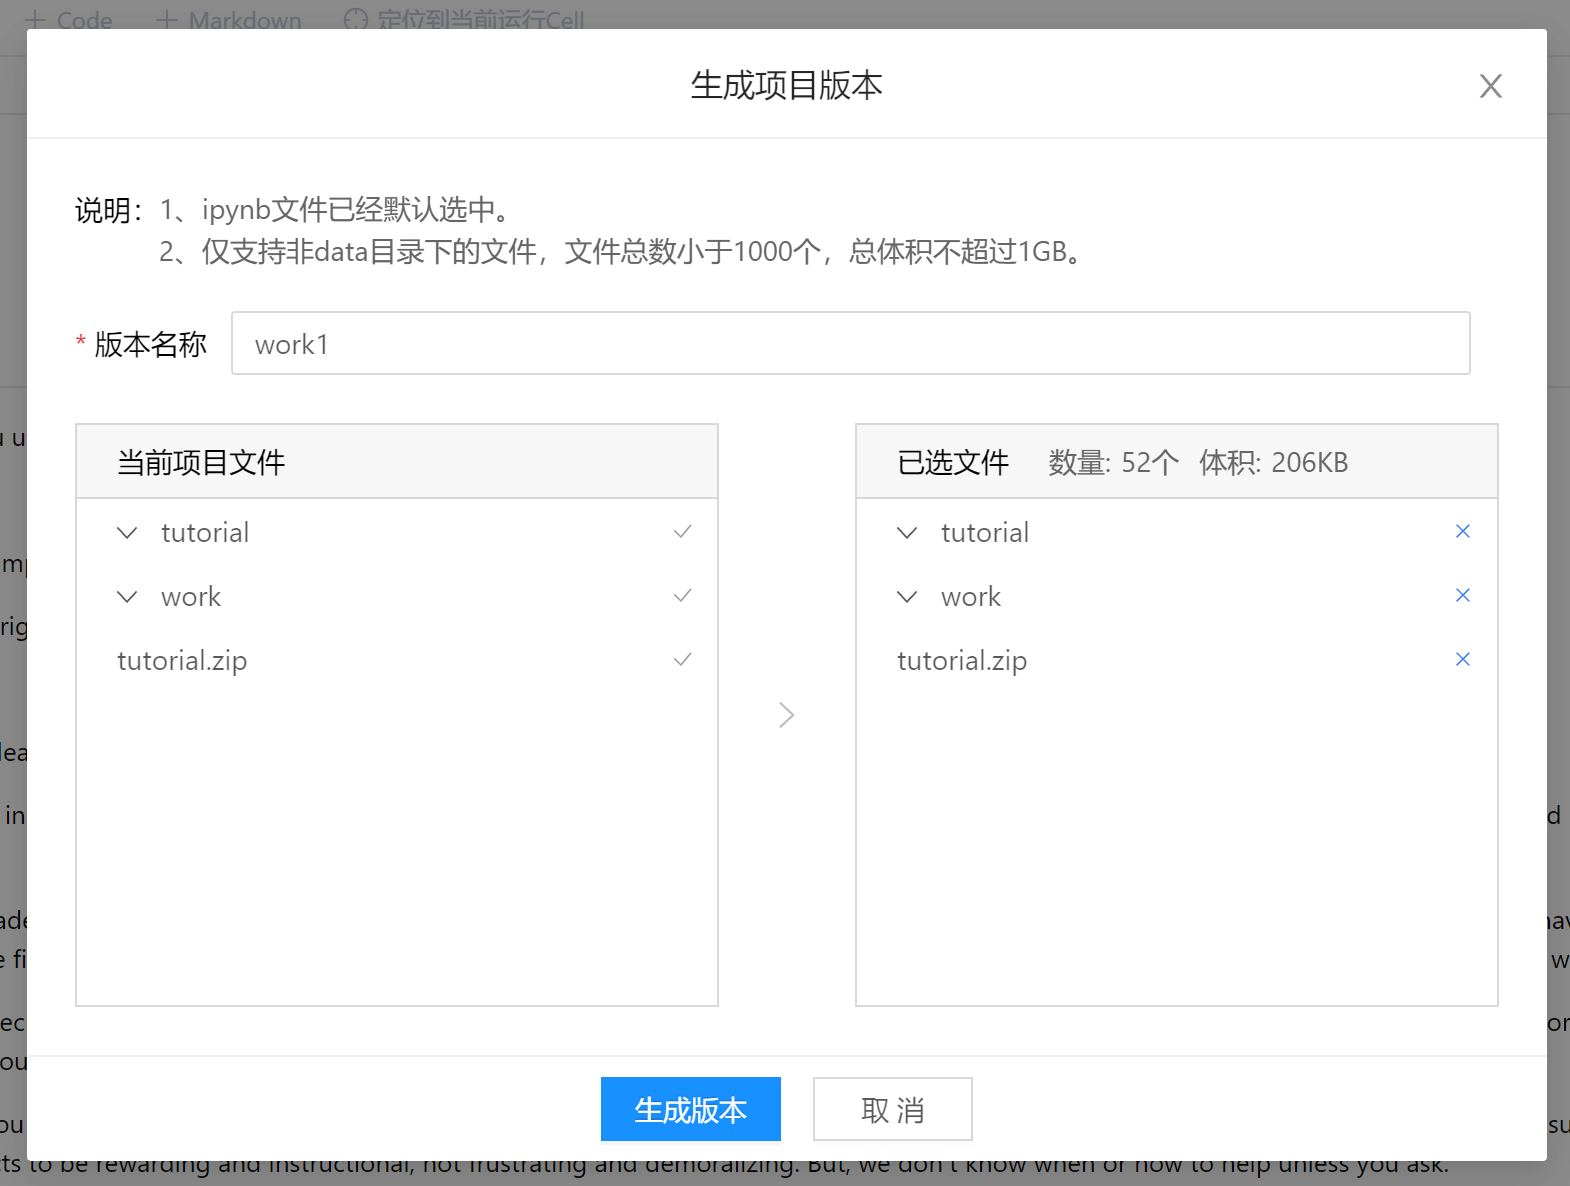 Code Markdown 定位到当前运行Cell
生成项目版本
说明：1、ipynb文件已经默认选中。
2、仅支持非data目录下的文件，文件总数小于1000个，总体积不超过1GB。
* 版本名称 work1
当前项目文件
tutorial
work
tutorial.zip
已选文件 数量: 52个 体积: 206KB
tutorial
work
tutorial.zip
生成版本 取 消
to be rewarding and instructional, not frustrating and demoralizing. But, we don't know when or how to help unless you ask.